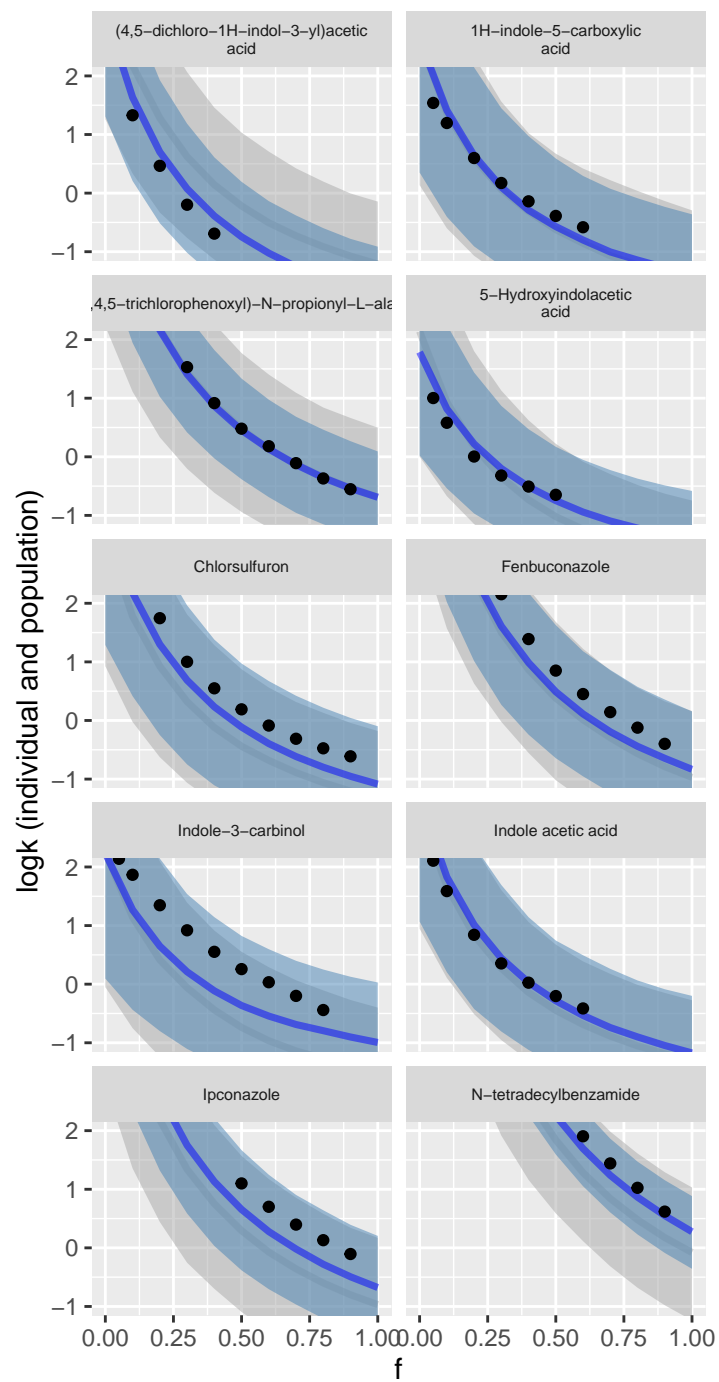 (4,5−dichloro−1H−indol−3−yl)acetic
acid
1H−indole−5−carboxylic
acid
2
1
0
−1
,4,5−trichlorophenoxyl)−N−propionyl−L−ala
5−Hydroxyindolacetic
acid
2
1
0
−1
Chlorsulfuron
Fenbuconazole
2
1
0
−1
Indole−3−carbinol
Indole acetic acid
2
1
0
−1
Ipconazole
N−tetradecylbenzamide
2
1
0
−1
0.00 0.25 0.50 0.75 1.00
0.00 0.25 0.50 0.75 1.00
f
logk (individual and population)